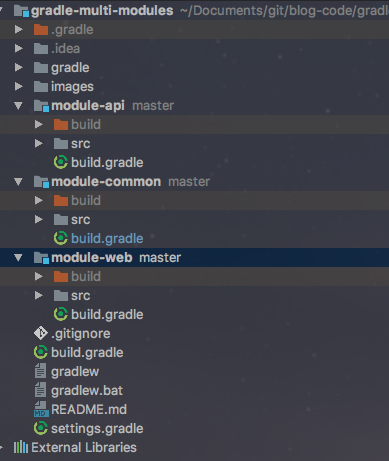 gradle-multi-modules ~/Documents/git/blog-code/gradl
.gradle
.idea
gradle
images
module-api master
build
src
build.gradle
module-common master
build
src
build.gradle
module-web master
build
src
build.gradle
.gitignore
build.gradle
gradlew
gradlew.bat
README.md
settings.gradle
External Libraries